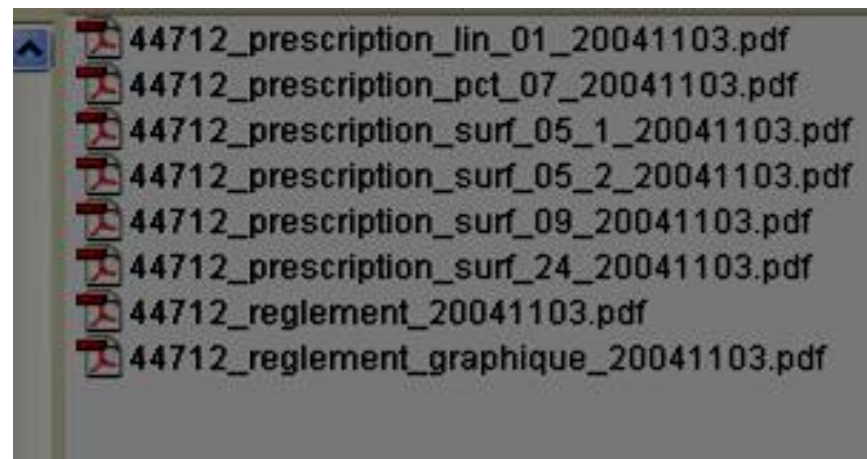 44712_prescription_lin_01_20041103.pdf
44712_prescription_pct_07_20041103.pdf
44712_prescription_surf_05_1_20041103.pdf
44712_prescription_surf_05_2_20041103.pdf
44712_prescription_surf_09_20041103.pdf
44712_prescription_surf_24_20041103.pdf
44712_reglement_20041103.pdf
44712_reglement_graphique_20041103.pdf